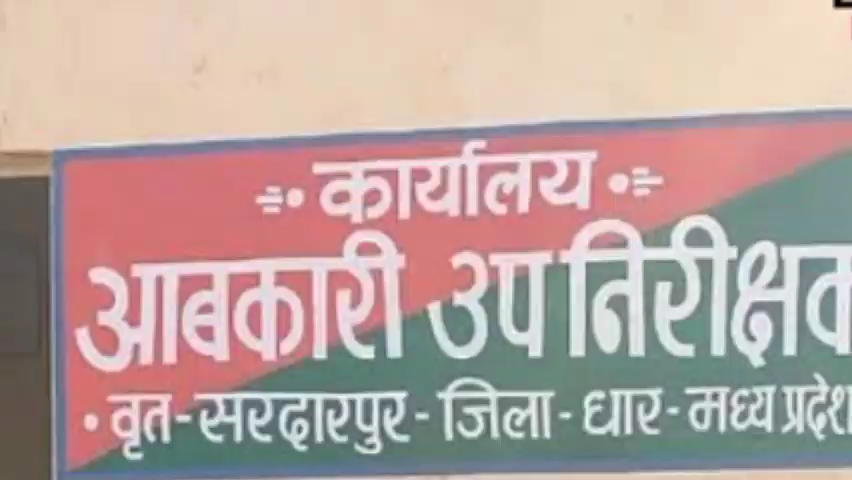 कार्यालय
आबकारी उप निरीक्षक
• वृत-सरदारपुर- जिला- धार- मध्य प्रदेश